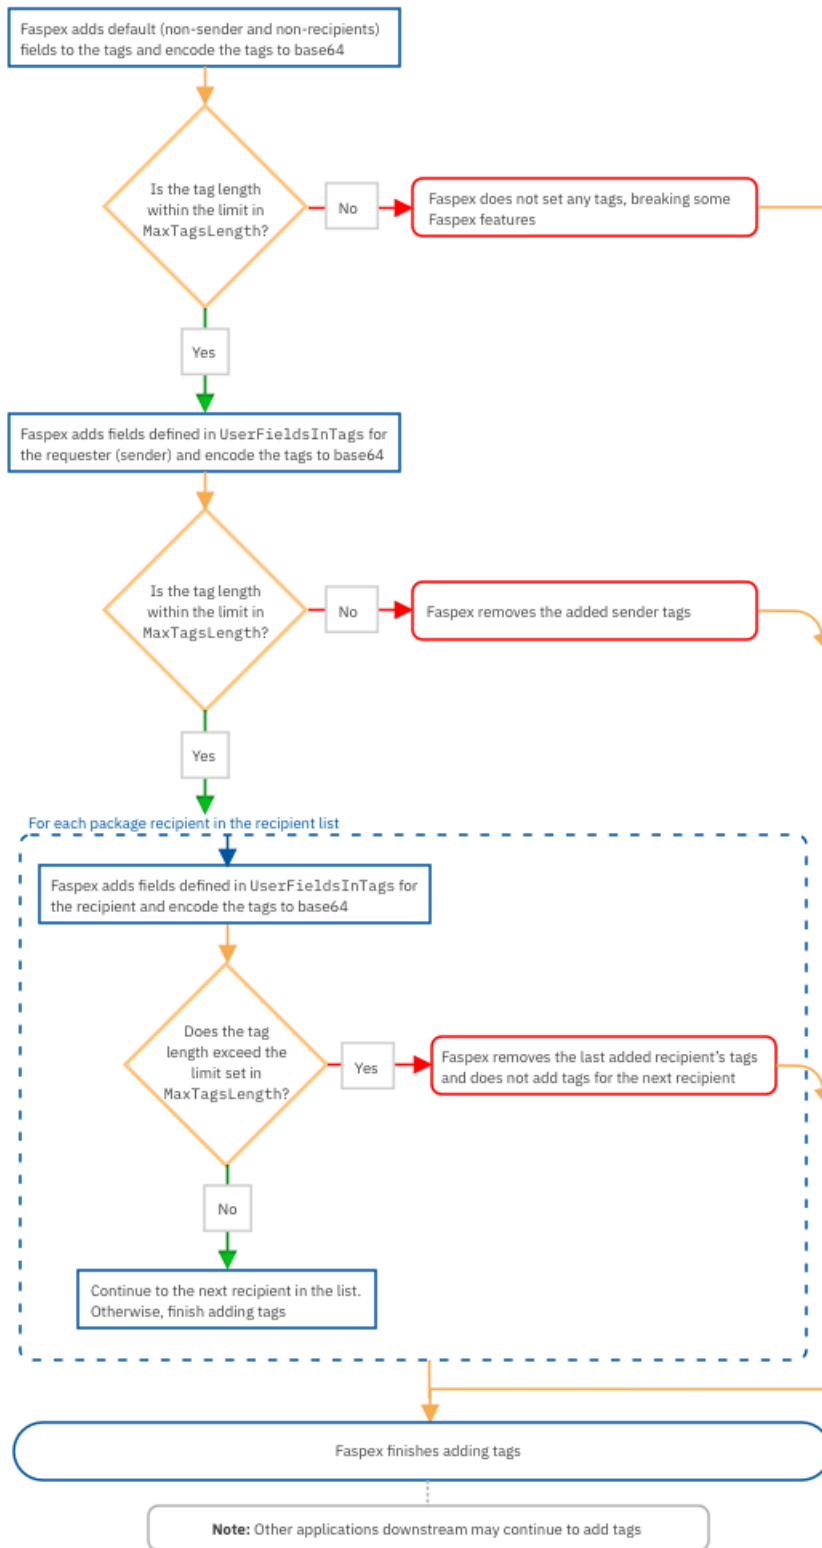 Faspex adds default (non-sender and non-recipients)
fields to the tags and encode the tags to base64
Is the tag length
within the limit in
MaxTagsLength?
No
Faspex does not set any tags, breaking some
Faspex features
Yes
Faspex adds fields defined in UserFieldsInTags for
the requester (sender) and encode the tags to base64
Is the tag length
within the limit in
MaxTagsLength?
No
Faspex removes the added sender tags
Yes
For each package recipient in the recipient list
Faspex adds fields defined in UserFieldsInTags for
the recipient and encode the tags to base64
Does the tag
length exceed the
limit set in
MaxTagsLength?
Yes
Faspex removes the last added recipient's tags
and does not add tags for the next recipient
No
Continue to the next recipient in the list.
Otherwise, finish adding tags
Faspex finishes adding tags
Note: Other applications downstream may continue to add tags